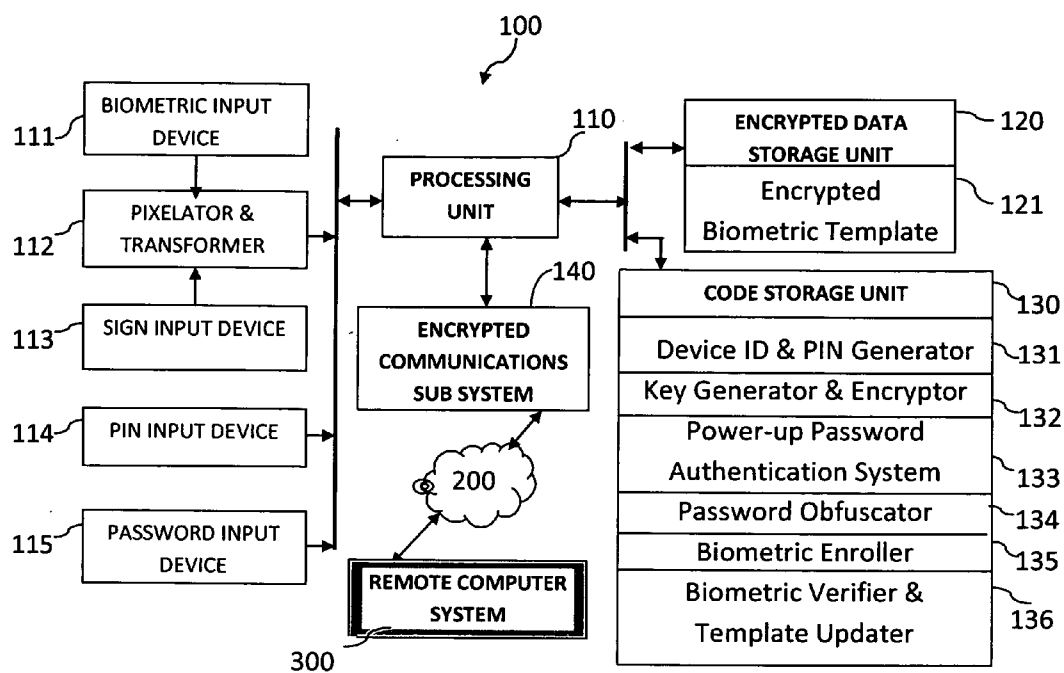 100
BIOMETRIC INPUT
DEVICE
111
PIXELATOR &
TRANSFORMER
112
SIGN INPUT DEVICE
113
PIN INPUT DEVICE
114
PASSWORD INPUT
DEVICE
115
110
PROCESSING
UNIT
140
ENCRYPTED
COMMUNICATIONS
SUB SYSTEM
200
REMOTE COMPUTER
SYSTEM
300
ENCRYPTED DATA
STORAGE UNIT
120
Encrypted
Biometric Template
121
CODE STORAGE UNIT
130
Device ID & PIN Generator
131
Key Generator & Encryptor
132
Power-up Password
Authentication System
133
Password Obfuscator
134
Biometric Enroller
135
Biometric Verifier &
Template Updater
136